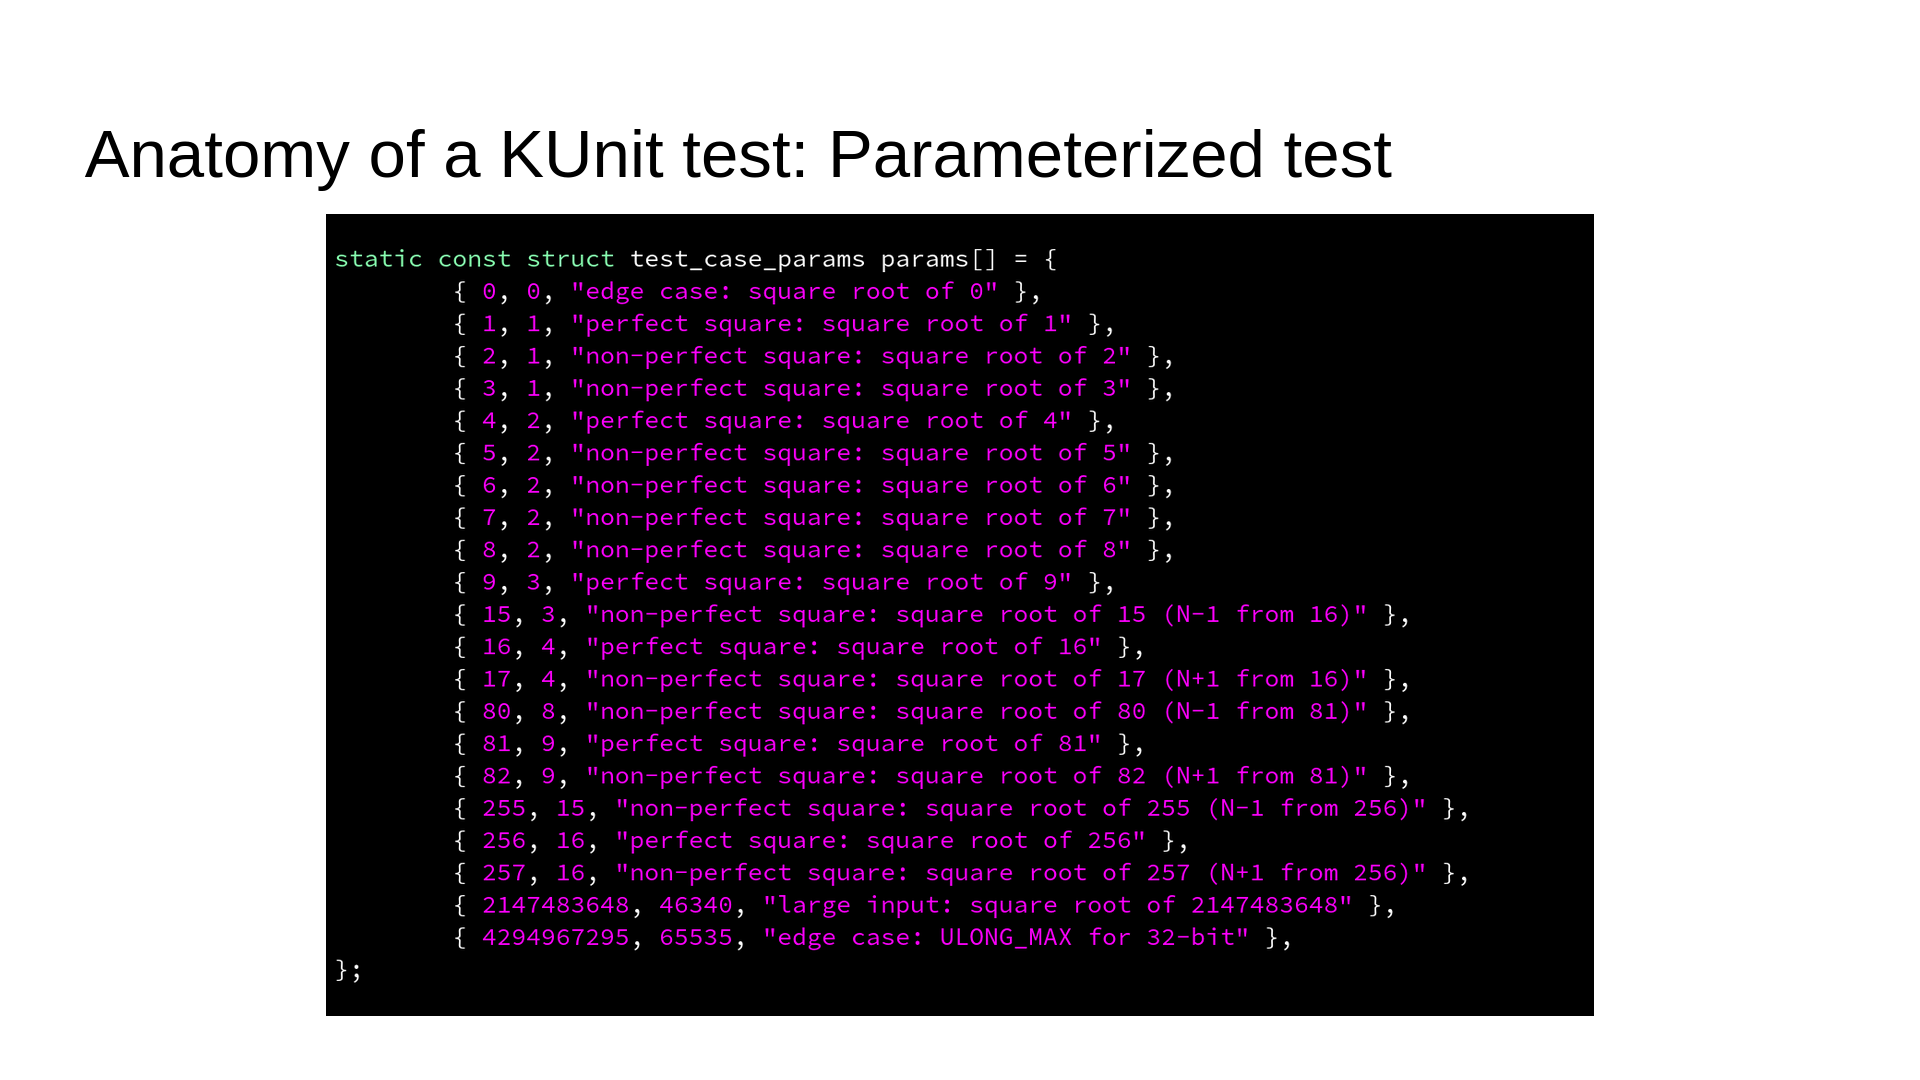 Anatomy of a KUnit test: Parameterized test
static const struct test_case_params params[] = {
        { 0, 0, "edge case: square root of 0" },
        { 1, 1, "perfect square: square root of 1" },
        { 2, 1, "non-perfect square: square root of 2" },
        { 3, 1, "non-perfect square: square root of 3" },
        { 4, 2, "perfect square: square root of 4" },
        { 5, 2, "non-perfect square: square root of 5" },
        { 6, 2, "non-perfect square: square root of 6" },
        { 7, 2, "non-perfect square: square root of 7" },
        { 8, 2, "non-perfect square: square root of 8" },
        { 9, 3, "perfect square: square root of 9" },
        { 15, 3, "non-perfect square: square root of 15 (N-1 from 16)" },
        { 16, 4, "perfect square: square root of 16" },
        { 17, 4, "non-perfect square: square root of 17 (N+1 from 16)" },
        { 80, 8, "non-perfect square: square root of 80 (N-1 from 81)" },
        { 81, 9, "perfect square: square root of 81" },
        { 82, 9, "non-perfect square: square root of 82 (N+1 from 81)" },
        { 255, 15, "non-perfect square: square root of 255 (N-1 from 256)" },
        { 256, 16, "perfect square: square root of 256" },
        { 257, 16, "non-perfect square: square root of 257 (N+1 from 256)" },
        { 2147483648, 46340, "large input: square root of 2147483648" },
        { 4294967295, 65535, "edge case: ULONG_MAX for 32-bit" },
};